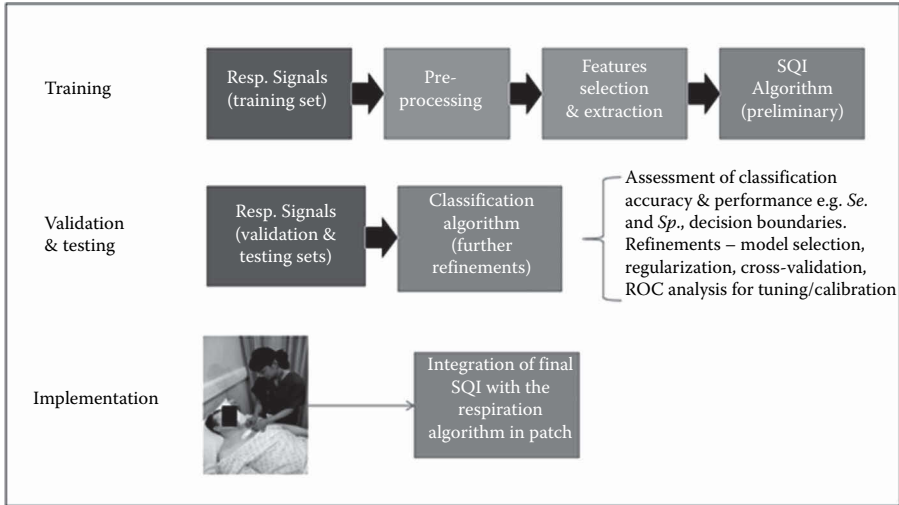 Training
Resp. Signals
(training set)
Pre-
processing
Features
selection
& extraction
SQI
Algorithm
(preliminary)
Validation
& testing
Resp. Signals
(validation &
testing sets)
Classification
algorithm
(further
refinements)
Assessment of classification
accuracy & performance e.g. Se.
and Sp., decision boundaries.
Refinements – model selection,
regularization, cross-validation,
ROC analysis for tuning/calibration
Implementation
Integration of final
SQI with the
respiration
algorithm in patch